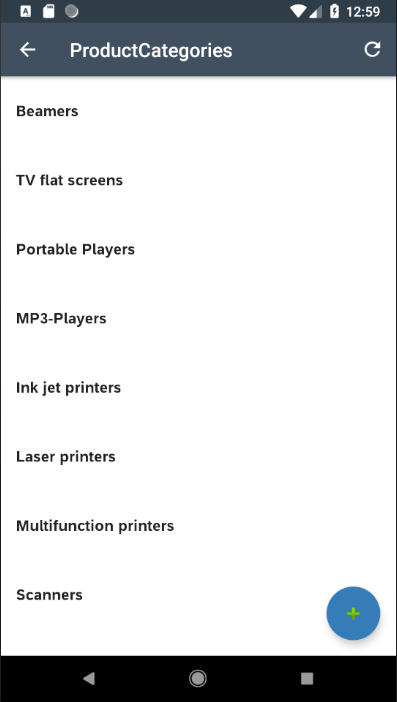 12:59
ProductCategories
Beamers
TV flat screens
Portable Players
MP3-Players
Ink jet printers
Laser printers
Multifunction printers
Scanners